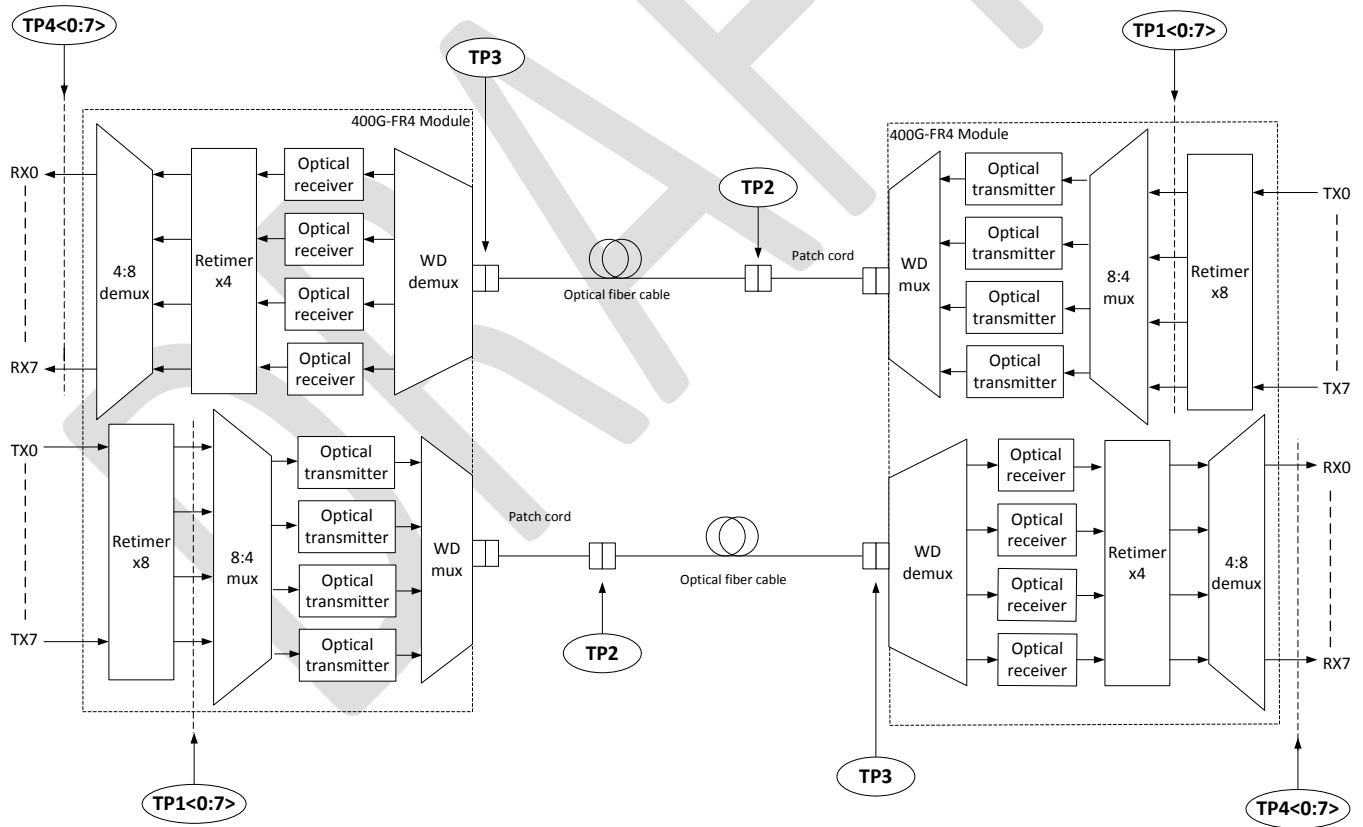 TP4<0:7>
TP1<0:7>
TP3
400G-FR4 Module
400G-FR4 Module
TP2
RX0
RX7
4:8
demux
Retimer
x4
Optical
receiver
Optical
receiver
Optical
receiver
Optical
receiver
WD
demux
Optical fiber cable
Patch cord
WD
mux
Optical
transmitter
Optical
transmitter
Optical
transmitter
Optical
transmitter
8:4
mux
Retimer
x8
TX0
TX7
TX0
TX7
Retimer
x8
8:4
mux
Optical
transmitter
Optical
transmitter
Optical
transmitter
Optical
transmitter
WD
mux
Patch cord
Optical fiber cable
WD
demux
Optical
receiver
Optical
receiver
Optical
receiver
Optical
receiver
Retimer
x4
4:8
demux
RX0
RX7
TP2
TP3
TP1<0:7>
TP4<0:7>
DRAFT